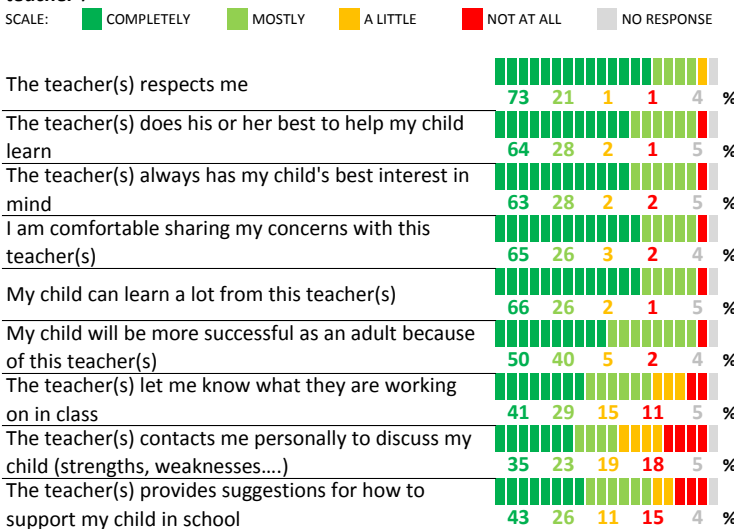 teacher?
SCALE: COMPLETELY MOSTLY A LITTLE NOT AT ALL NO RESPONSE
The teacher(s) respects me
73 21 1 1 4 %
The teacher(s) does his or her best to help my child
learn
64 28 2 1 5 %
The teacher(s) always has my child's best interest in
mind
63 28 2 2 5 %
I am comfortable sharing my concerns with this
teacher(s)
65 26 3 2 4 %
My child can learn a lot from this teacher(s)
66 26 2 1 5 %
My child will be more successful as an adult because
of this teacher(s)
50 40 5 2 4 %
The teacher(s) let me know what they are working
on in class
41 29 15 11 5 %
The teacher(s) contacts me personally to discuss my
child (strengths, weaknesses....)
35 23 19 18 5 %
The teacher(s) provides suggestions for how to
support my child in school
43 26 11 15 4 %